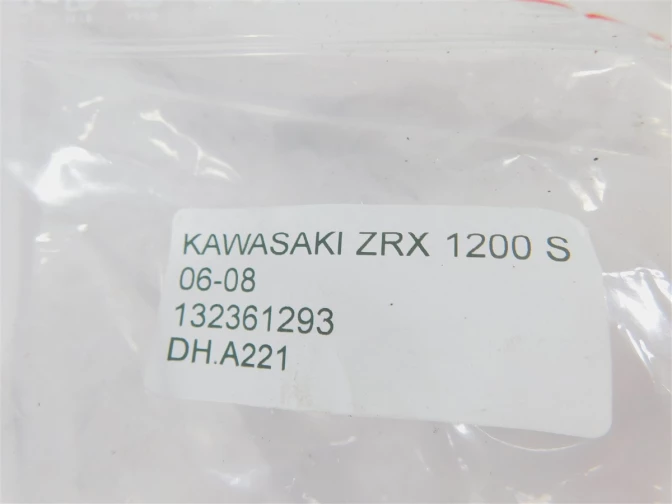 KAWASAKI ZRX 1200 S
06-08
132361293
DH.A221